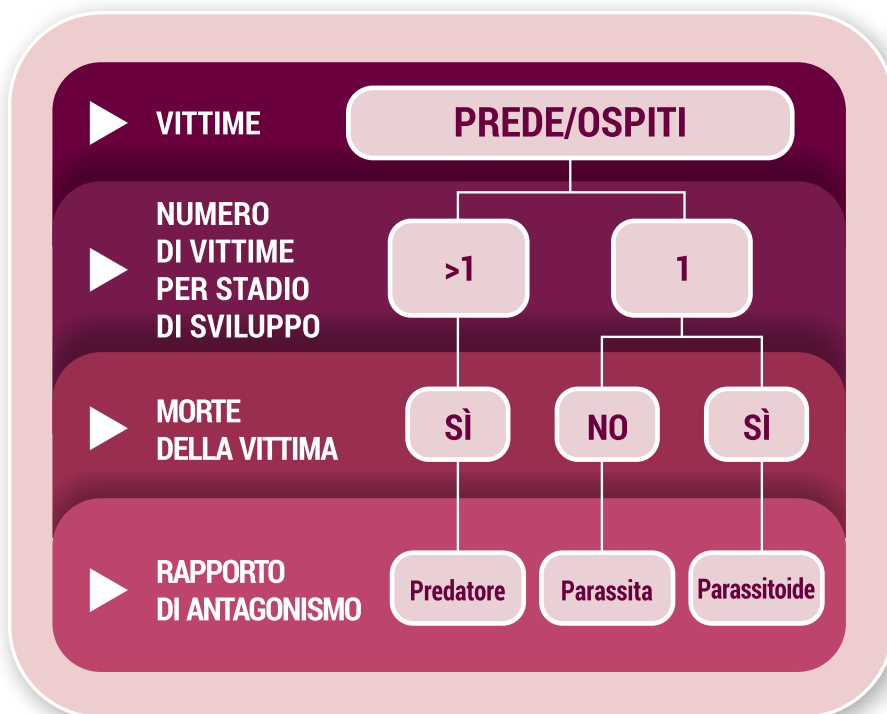 VITTIME
PREDE/OSPITI
NUMERO
DI VITTIME
PER STADIO
DI SVILUPPO
>1
1
MORTE
DELLA VITTIMA
SÌ
NO
SÌ
RAPPORTO
DI ANTAGONISMO
Predatore
Parassita
Parassitoide